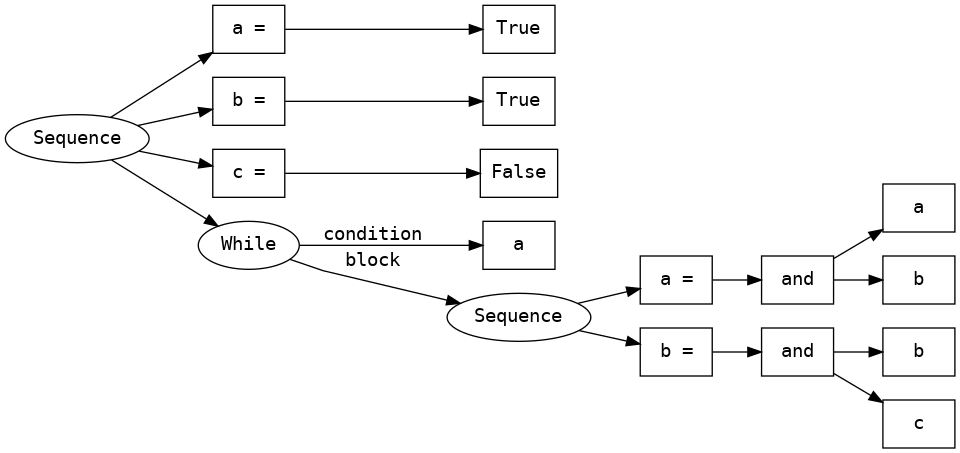 a =
True
b =
True
Sequence
c =
False
a
While
condition
a
block
a =
and
b
Sequence
b =
and
b
c